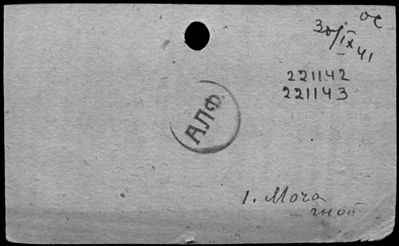 ОС
30/IX 41
221142
221143
АЛФ.
1. Моча
гной